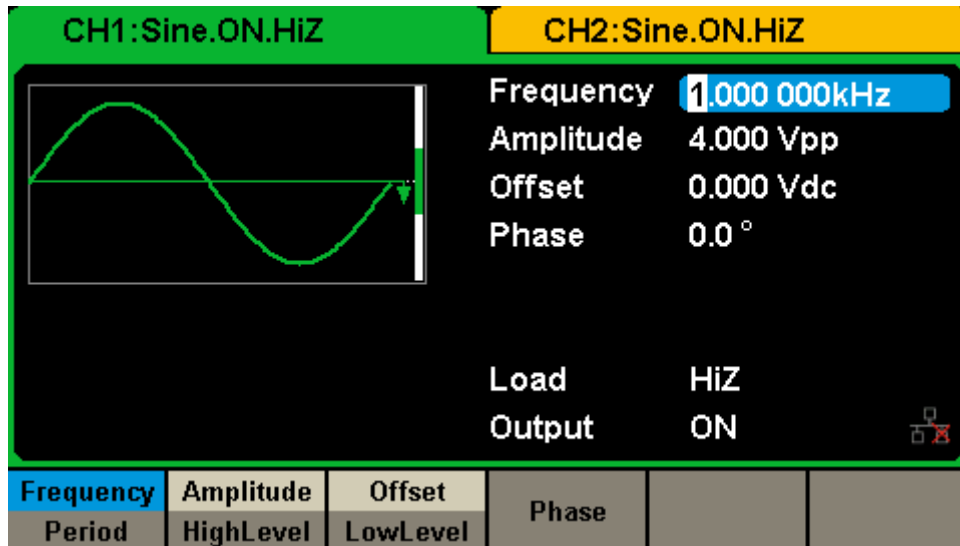 CH1:Sine.ON.HiZ CH2:Sine.ON.HiZ
Frequency 1.000 000kHz
Amplitude 4.000 Vpp
Offset 0.000 Vdc
Phase 0.0 °
Load HiZ
Output ON
Frequency Amplitude Offset Phase
Period HighLevel LowLevel